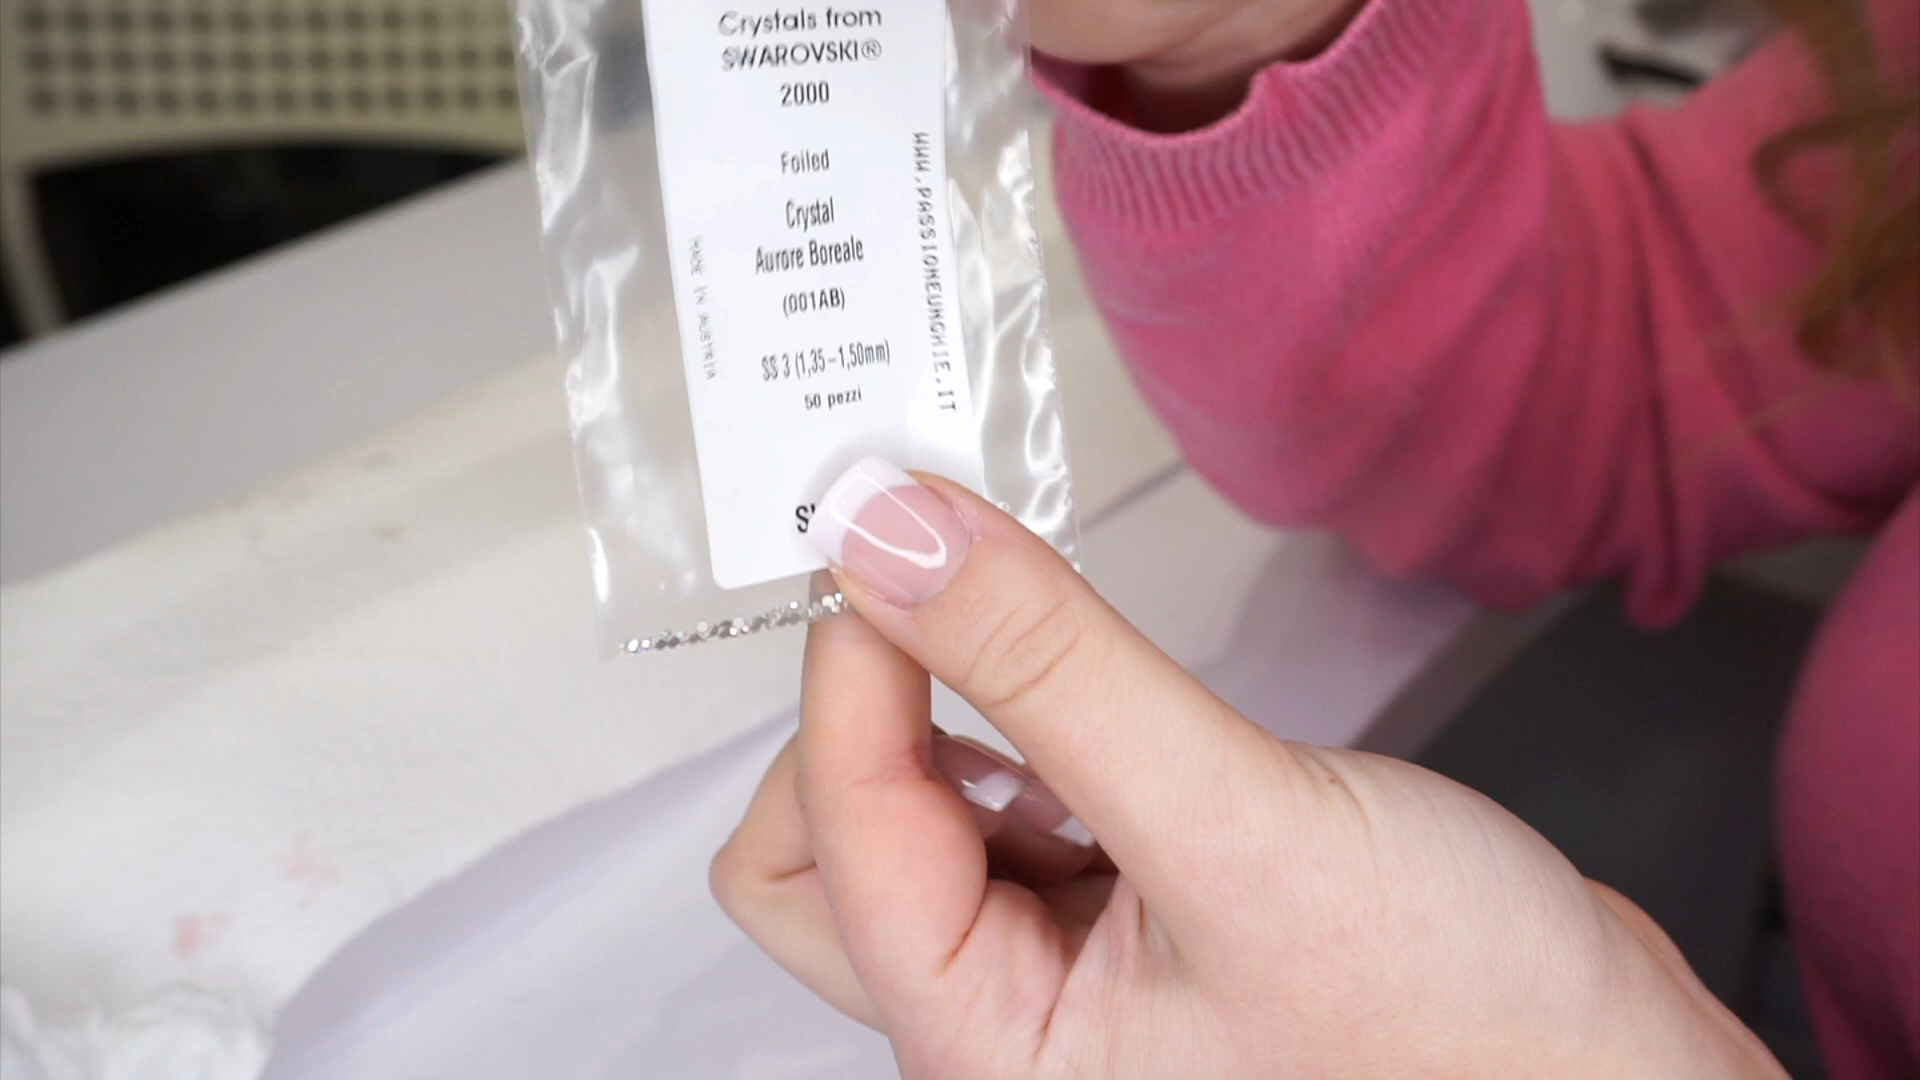 Crystals from
SWAROVSKI®
2000
Foiled
Crystal
Aurore Boreale
(001AB)
SS 3 (1,35-1,50mm)
50 pezzi
MADE IN AUSTRIA
WWW.PASSIONEUNGHIE.IT